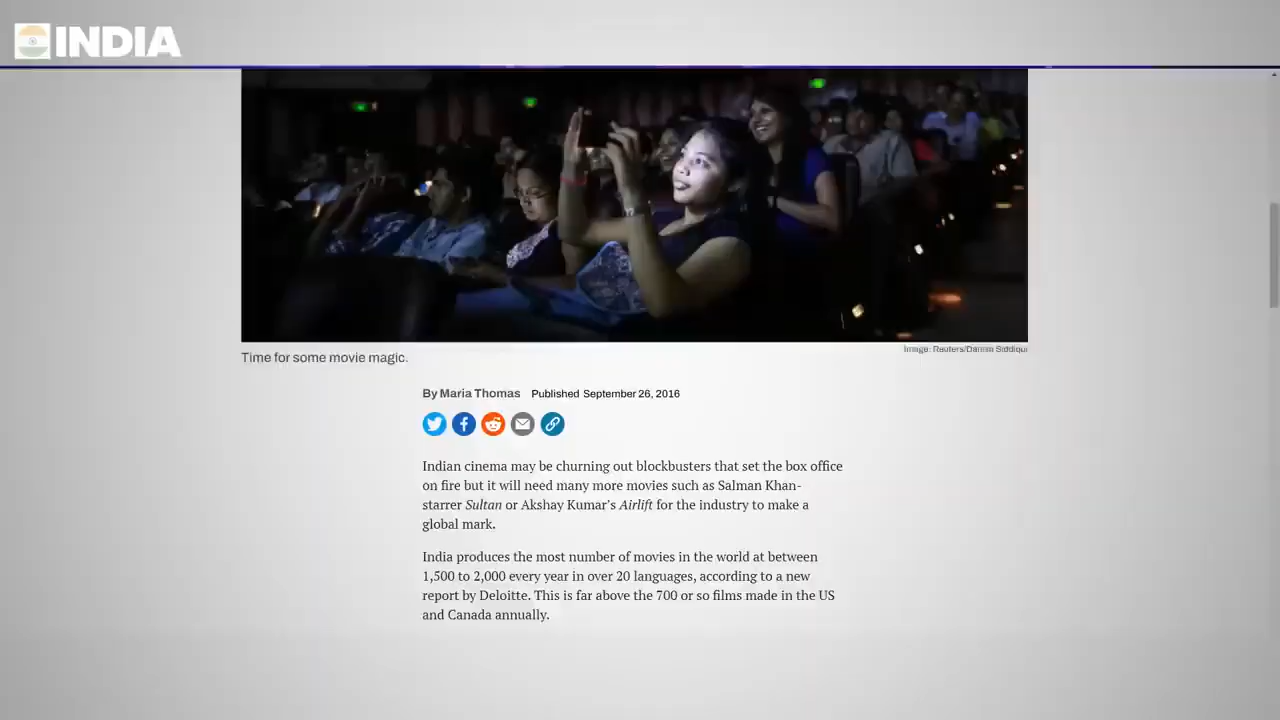 INDIA
Image: Reuters/Danish Siddiqui
Time for some movie magic.
By Maria Thomas Published September 26, 2016
Indian cinema may be churning out blockbusters that set the box office
on fire but it will need many more movies such as Salman Khan-
starrer Sultan or Akshay Kumar's Airlift for the industry to make a
global mark.
India produces the most number of movies in the world at between
1,500 to 2,000 every year in over 20 languages, according to a new
report by Deloitte. This is far above the 700 or so films made in the US
and Canada annually.